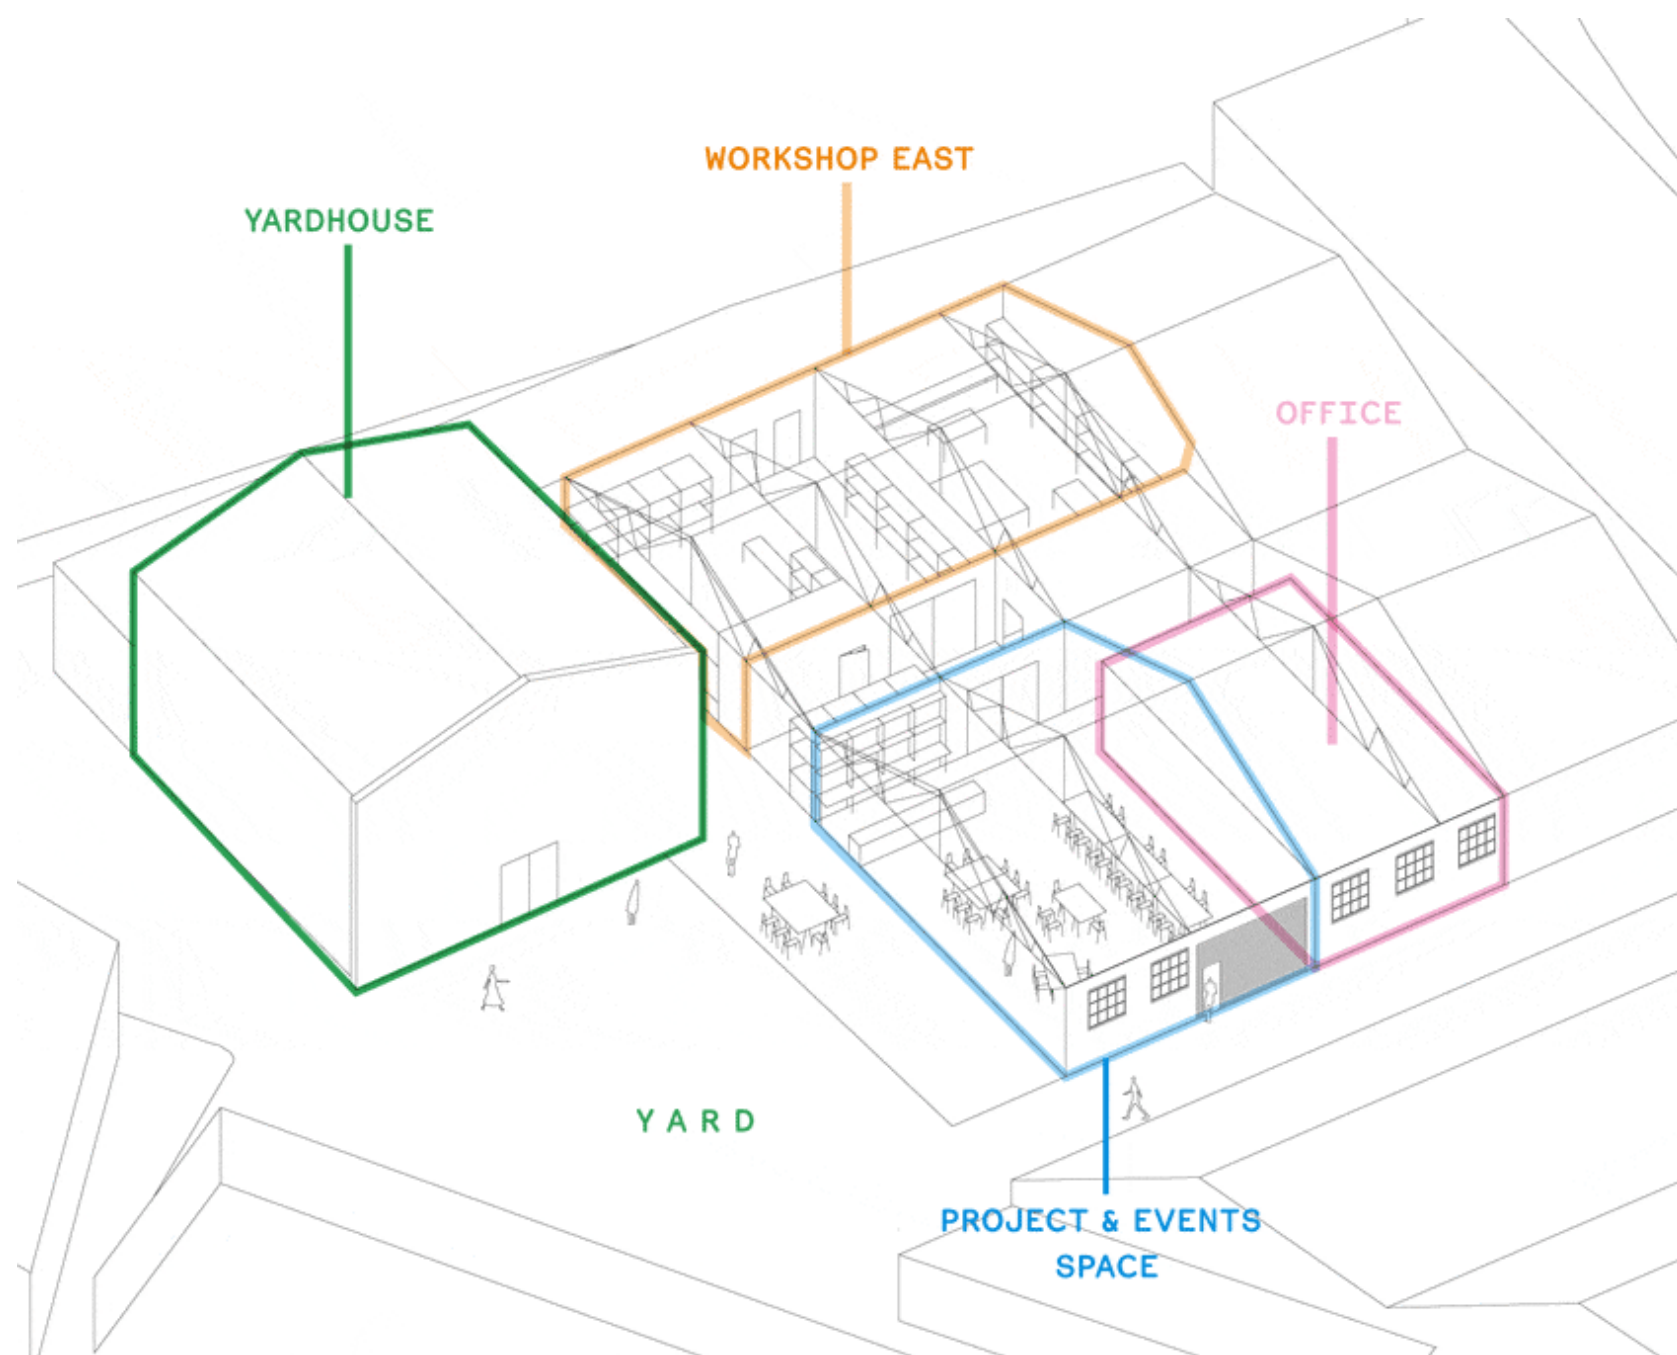 WORKSHOP EAST
YARDHOUSE
OFFICE
YARD
PROJECT & EVENTS
SPACE